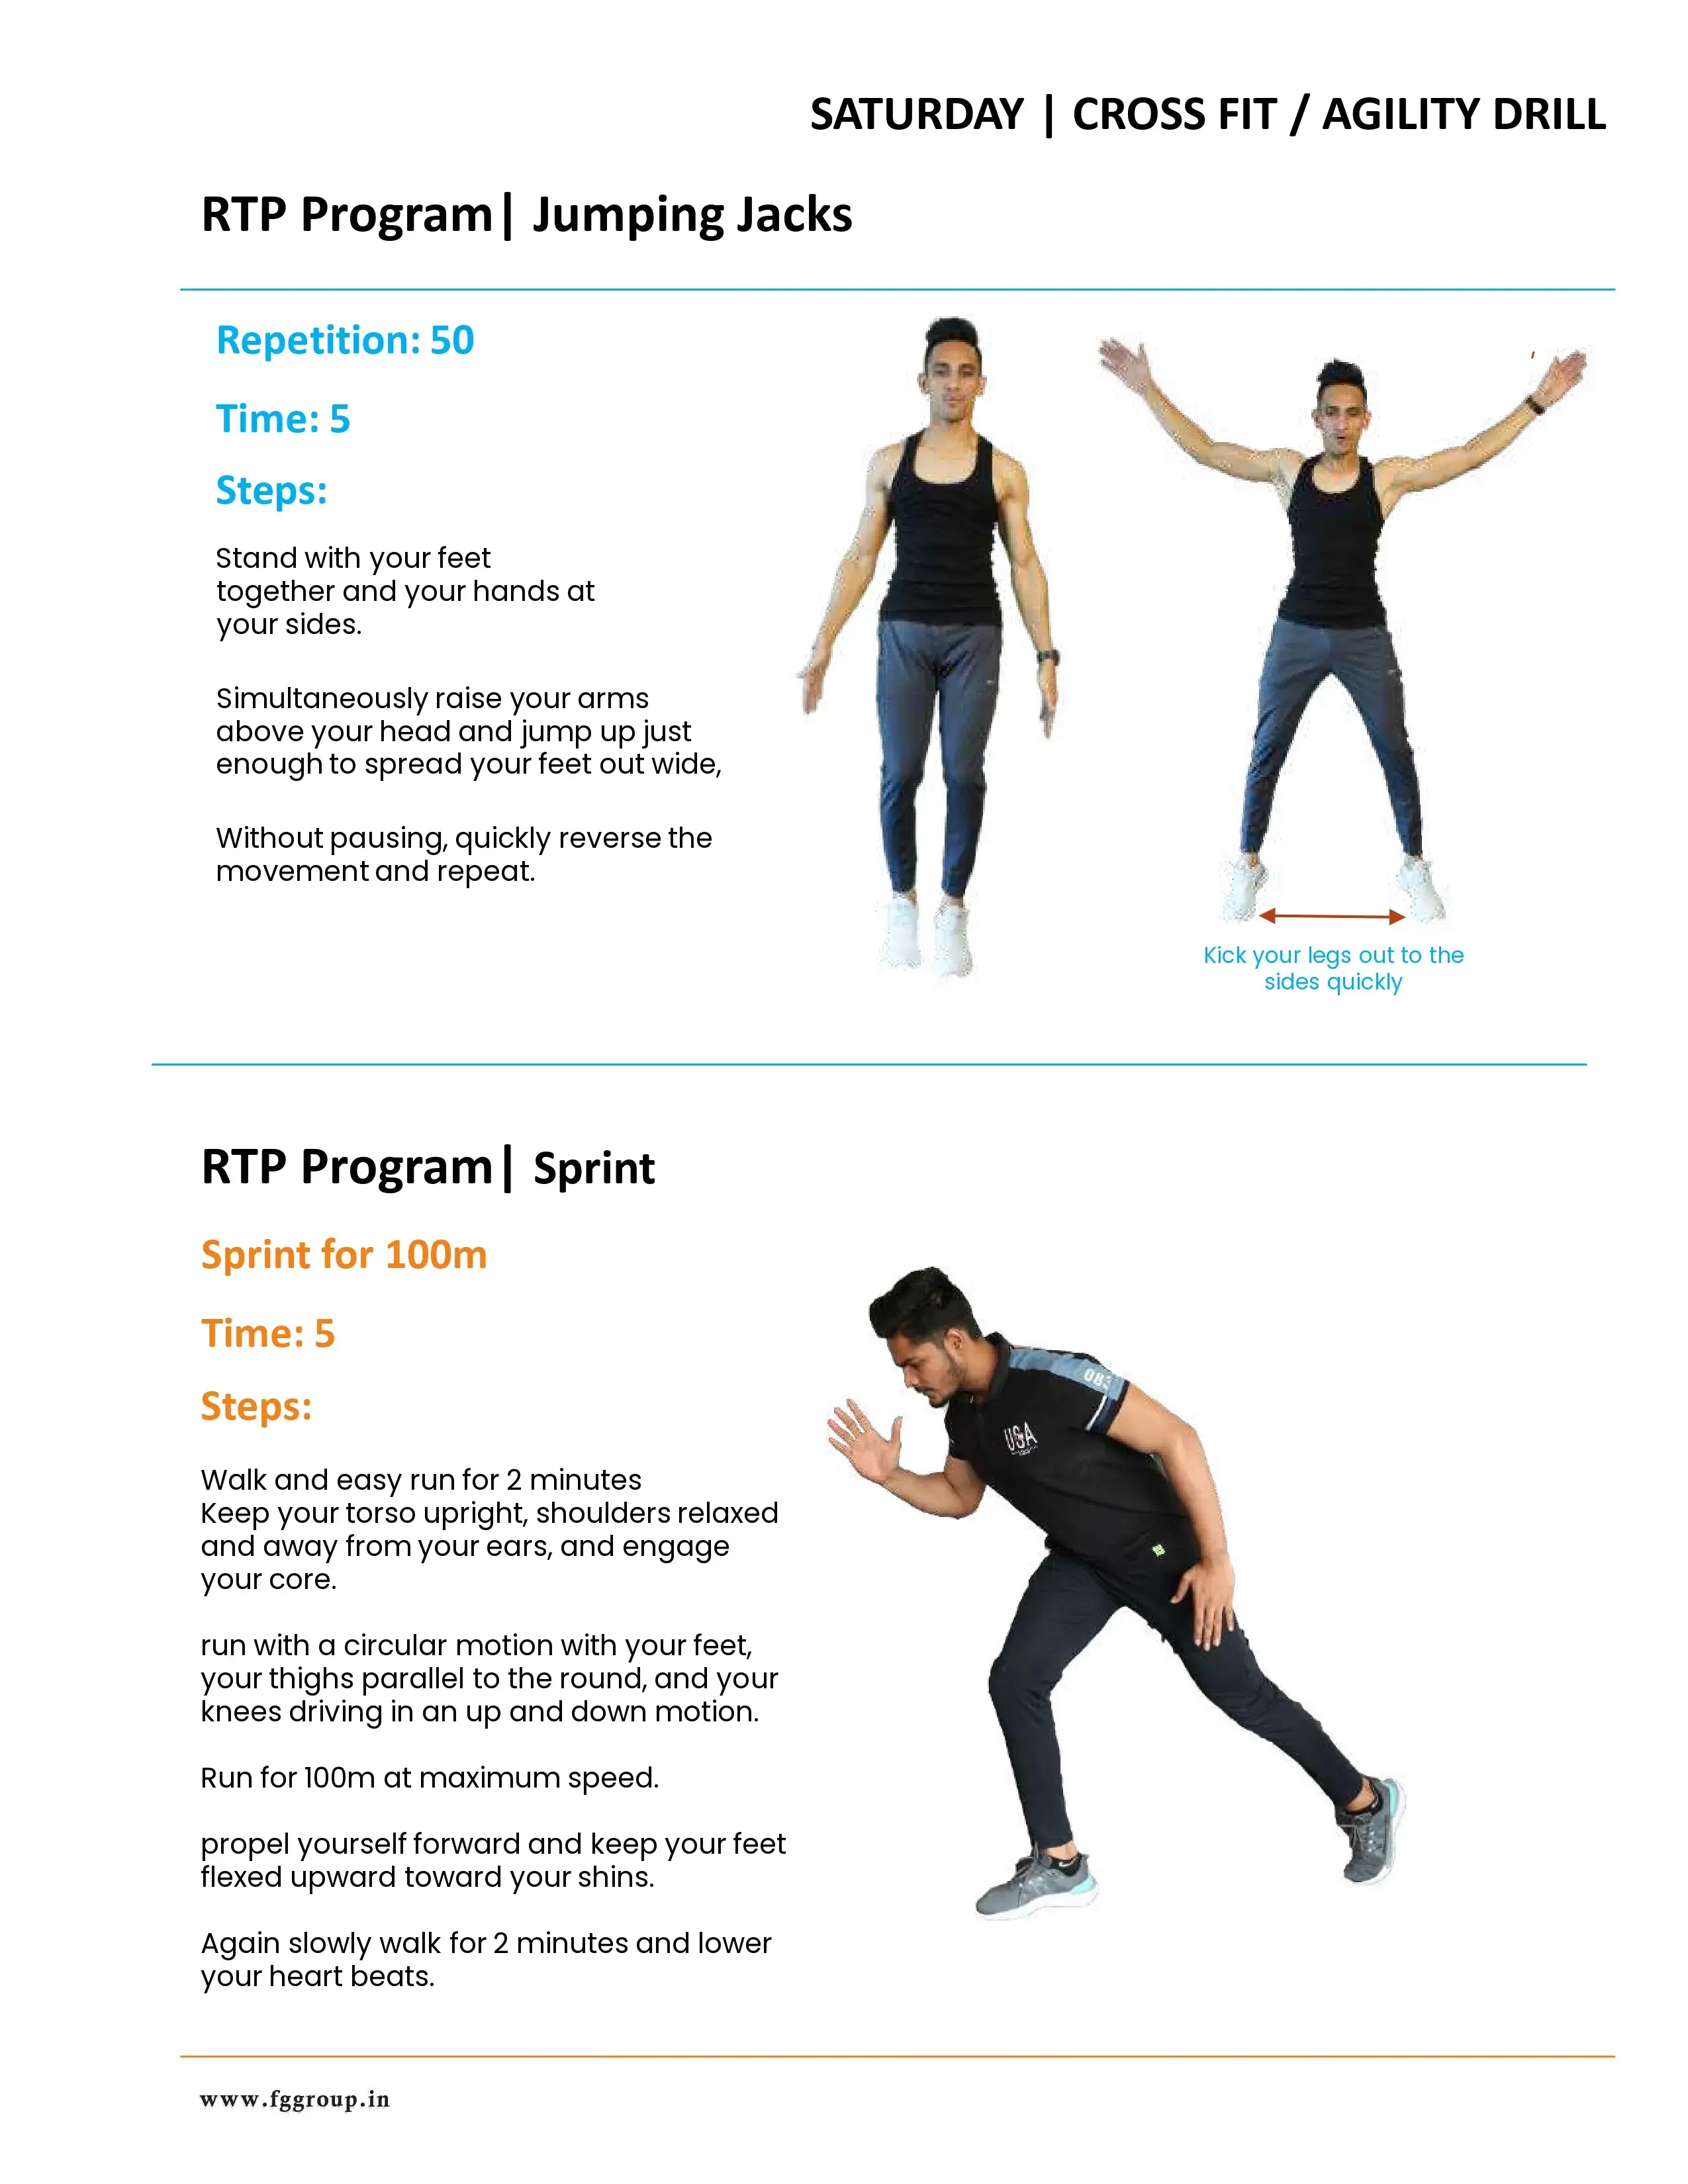 SATURDAY | CROSS FIT / AGILITY DRILL
RTP Program| Jumping Jacks
Repetition: 50
Time: 5
Steps:
Stand with your feet
together and your hands at
your sides.
Simultaneously raise your arms
above your head and jump up just
enough to spread your feet out wide,
Without pausing, quickly reverse the
movement and repeat.
Kick your legs out to the
sides quickly
RTP Program| Sprint
Sprint for 100m
Time: 5
Steps:
Walk and easy run for 2 minutes
Keep your torso upright, shoulders relaxed
and away from your ears, and engage
your core.
run with a circular motion with your feet,
your thighs parallel to the round, and your
knees driving in an up and down motion.
Run for 100m at maximum speed.
propel yourself forward and keep your feet
flexed upward toward your shins.
Again slowly walk for 2 minutes and lower
your heart beats.
083
USA
www.fggroup.in